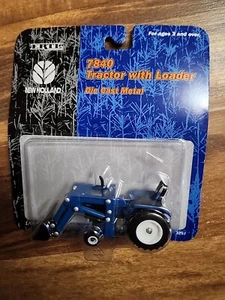 ERTL
For ages 3 and over.
7840
Tractor with Loader
Die Cast Metal
NEW HOLLAND